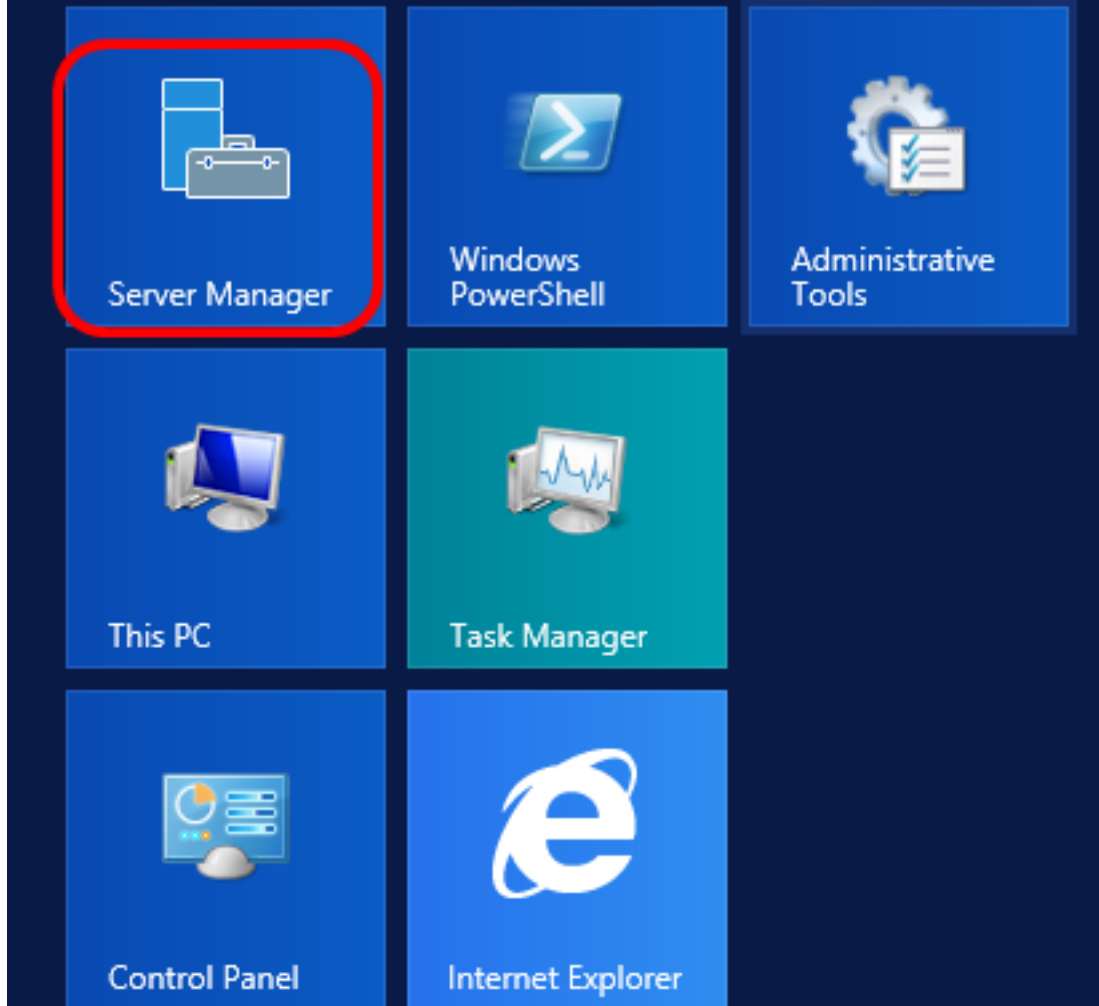 Server Manager
Windows
PowerShell
Administrative
Tools
This PC
Task Manager
Control Panel
Internet Explorer